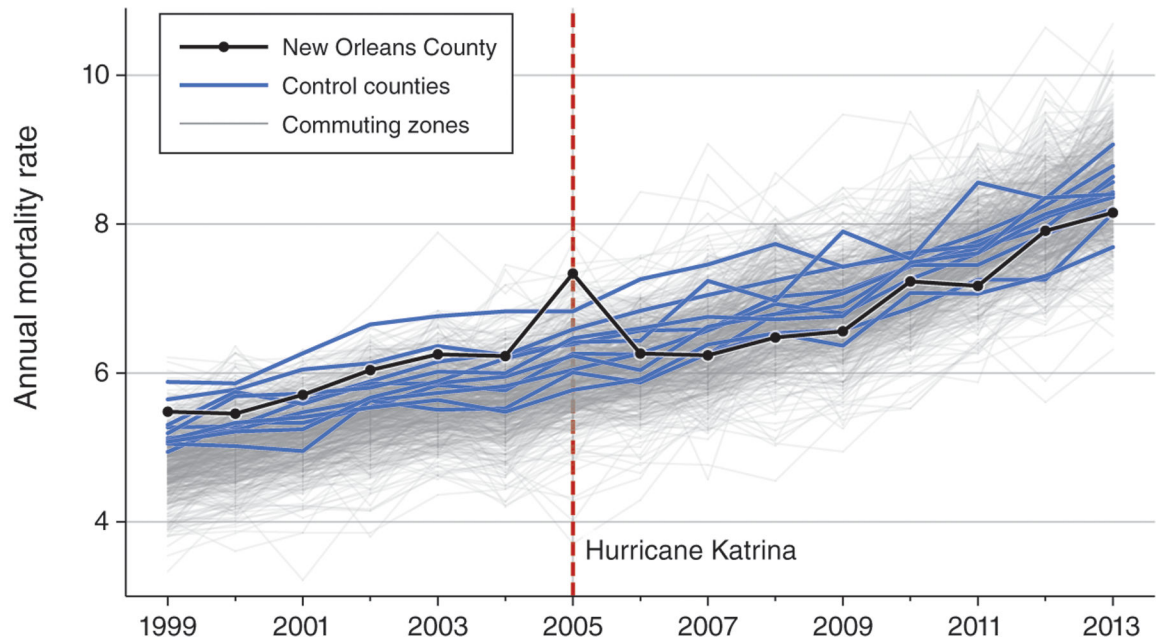 New Orleans County
Control counties
Commuting zones
Annual mortality rate
10
8
6
4
Hurricane Katrina
1999 2001 2003 2005 2007 2009 2011 2013